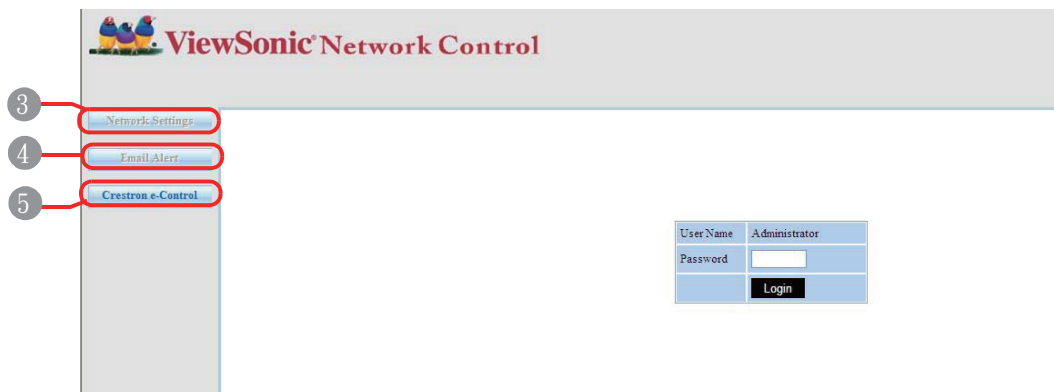 ViewSonic® Network Control
3
Network Settings
4
Email Alert
5
Crestron e-Control
User Name Administrator
Password
Login